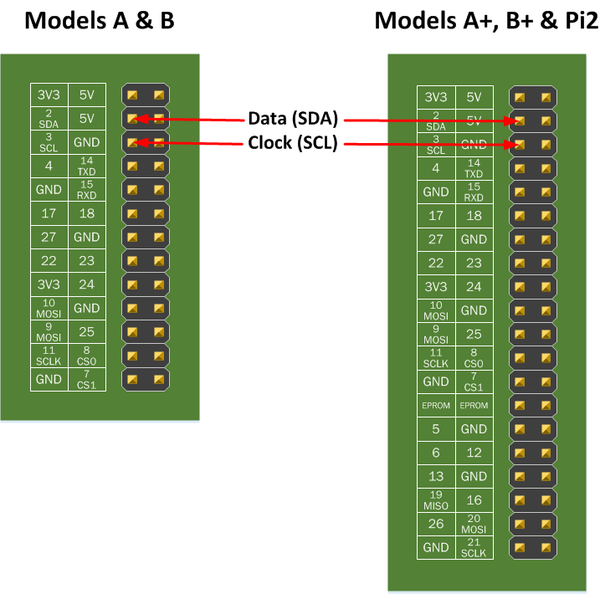 Models A & B
Models A+, B+ & Pi2
3V3 5V
2 SDA 5V
3 SCL GND
4 14 TXD
GND 15 RXD
17 18
27 GND
22 23
3V3 24
10 MOSI GND
9 MOSI 25
11 SCLK 8 CS0
GND 7 CS1
Data (SDA)
Clock (SCL)
3V3 5V
2 SDA 5V
3 SCL GND
4 14 TXD
GND 15 RXD
17 18
27 GND
22 23
3V3 24
10 MOSI GND
9 MOSI 25
11 SCLK 8 CS0
GND 7 CS1
EPROM EPROM
5 GND
6 12
13 GND
19 MISO 16
26 20 MOSI
GND 21 SCLK